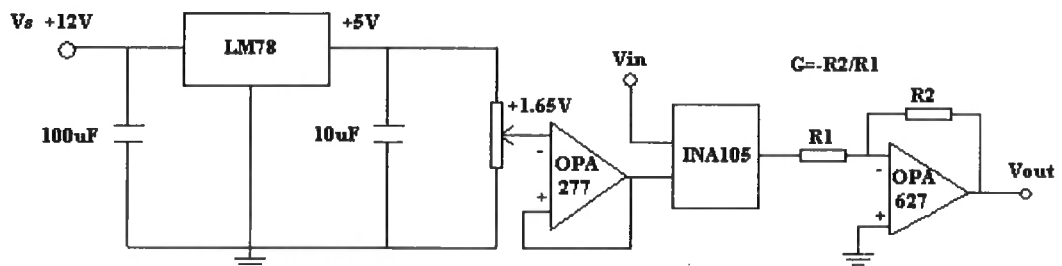 Vs +12V
LM78
+5V
100uF
10uF
+1.65V
-
+
OPA
277
Vin
INA105
G=-R2/R1
R1
R2
-
+
OPA
627
Vout